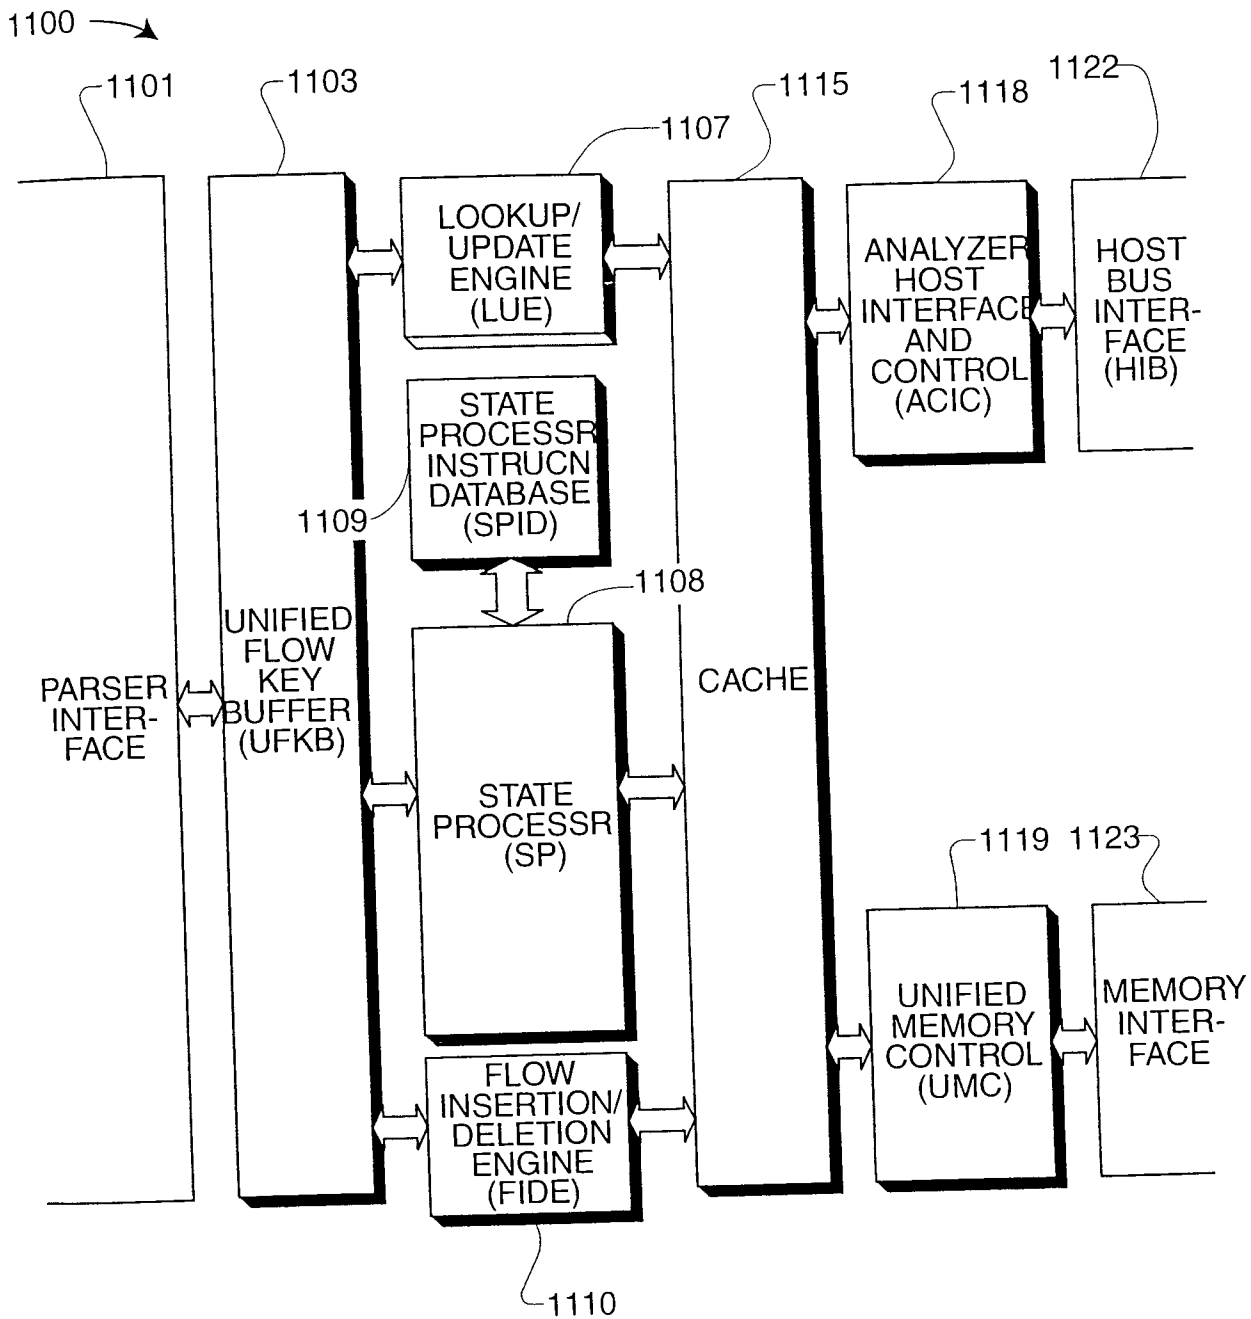 1100
1101
1103
1107
1115
1118
1122
LOOKUP/
UPDATE
ENGINE
(LUE)
ANALYZER
HOST
INTERFACE
AND
CONTROL
(ACIC)
HOST
BUS
INTER-
FACE
(HIB)
STATE
PROCESSR
INSTRUCN
DATABASE
(SPID)
1109
1108
UNIFIED
FLOW
KEY
BUFFER
(UFKB)
PARSER
INTER-
FACE
CACHE
STATE
PROCESSR
(SP)
1119
1123
UNIFIED
MEMORY
CONTROL
(UMC)
MEMORY
INTER-
FACE
FLOW
INSERTION/
DELETION
ENGINE
(FIDE)
1110